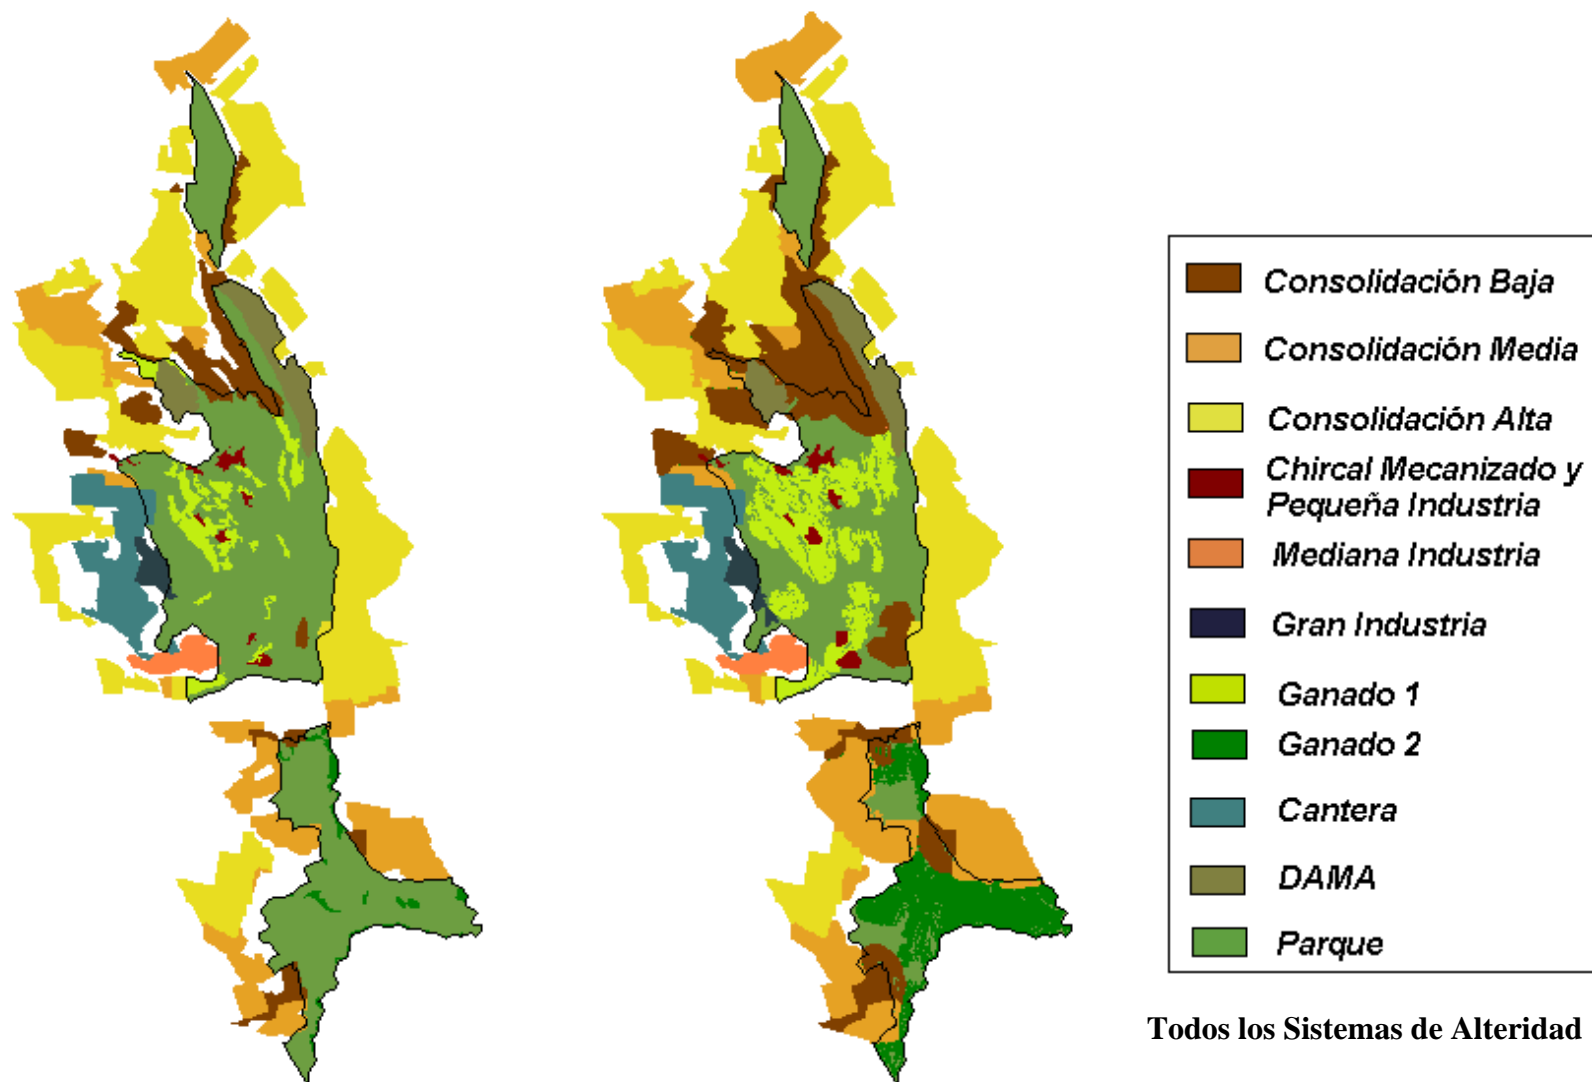 Consolidación Baja
Consolidación Media
Consolidación Alta
Chircal Mecanizado y
Pequeña Industria
Mediana Industria
Gran Industria
Ganado 1
Ganado 2
Cantera
DAMA
Parque
Todos los Sistemas de Alteridad